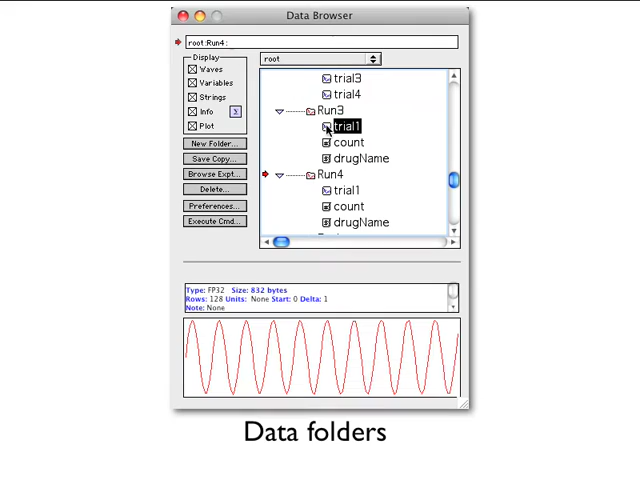 Data Browser
root:Run4:
Display
Waves
Variables
Strings
Info
Plot
New Folder...
Save Copy...
Browse Expt...
Delete...
Preferences...
Execute Cmd...
root
trial3
trial4
Run3
trial1
count
drugName
Run4
trial1
count
drugName
Type: FP32 Size: 832 bytes
Rows: 128 Units: None Start: 0 Delta: 1
Note: None
Data folders